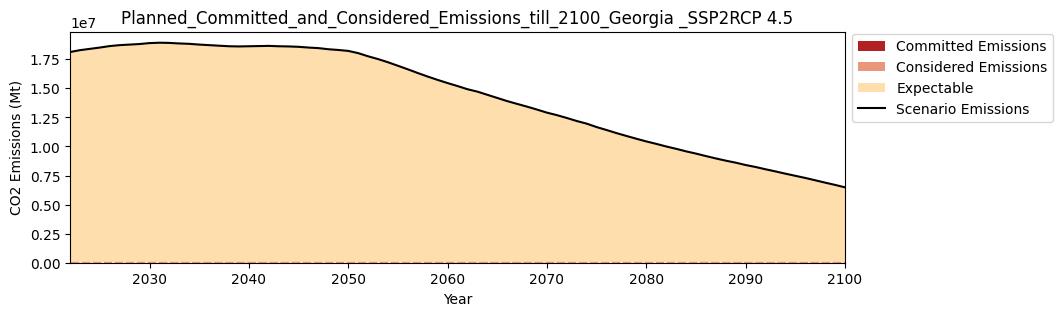 Planned_Committed_and_Considered_Emissions_till_2100_Georgia _SSP2RCP 4.5
1e7
1.75
1.50
1.25
1.00
0.75
0.50
0.25
0.00
CO2 Emissions (Mt)
2030 2040 2050 2060 2070 2080 2090 2100
Year
Committed Emissions
Considered Emissions
Expectable
Scenario Emissions